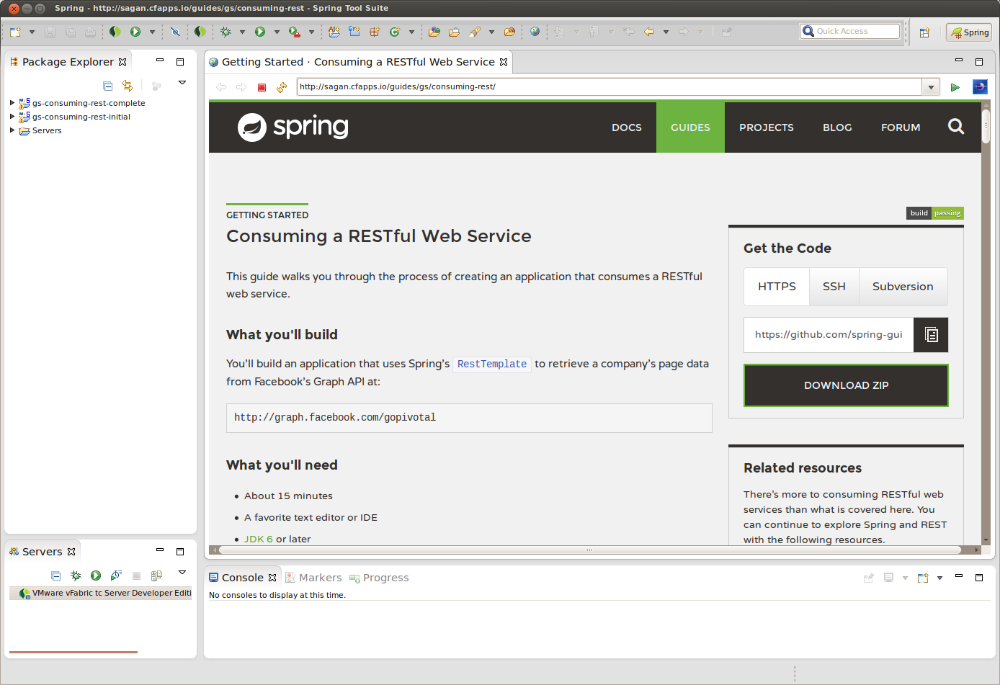 Spring - http://sagan.cfapps.io/guides/gs/consuming-rest - Spring Tool Suite
Quick Access
Spring
Package Explorer
gs-consuming-rest-complete
gs-consuming-rest-initial
Servers
Getting Started · Consuming a RESTful Web Service
http://sagan.cfapps.io/guides/gs/consuming-rest/
spring
DOCS
GUIDES
PROJECTS
BLOG
FORUM
GETTING STARTED
Consuming a RESTful Web Service
This guide walks you through the process of creating an application that consumes a RESTful
web service.
What you'll build
You’ll build an application that uses Spring’s RestTemplate to retrieve a company’s page data
from Facebook’s Graph API at:
http://graph.facebook.com/gopivotal
What you'll need
About 15 minutes
A favorite text editor or IDE
JDK 6 or later
build passing
Get the Code
HTTPS
SSH
Subversion
https://github.com/spring-gui
DOWNLOAD ZIP
Related resources
There’s more to consuming RESTful web
services than what is covered here. You
can continue to explore Spring and REST
with the following resources.
Servers
VMware vFabric tc Server Developer Editi
Console
Markers
Progress
No consoles to display at this time.